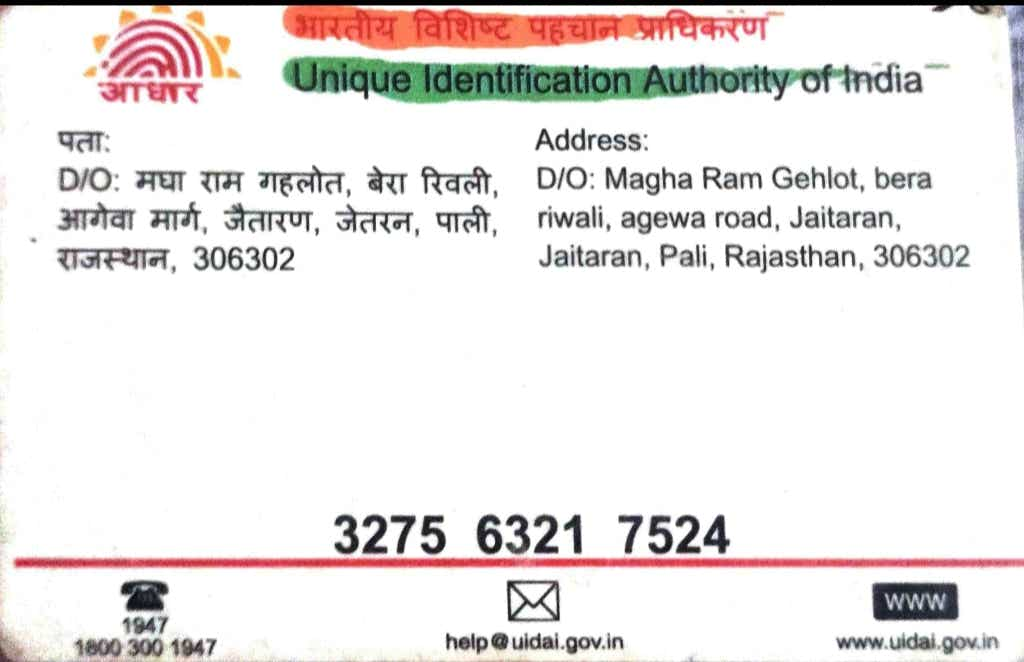 भारतीय विशिष्ट पहचान प्राधिकरण
Unique Identification Authority of India
आधार
पता:
D/O: मघा राम गहलोत, बेरा रिवली,
आगेवा मार्ग, जैतारण, जेतरन, पाली,
राजस्थान, 306302
Address:
D/O: Magha Ram Gehlot, bera
riwali, agewa road, Jaitaran,
Jaitaran, Pali, Rajasthan, 306302
3275 6321 7524
1947
1800 300 1947
help@uidai.gov.in
www
www.uidai.gov.in